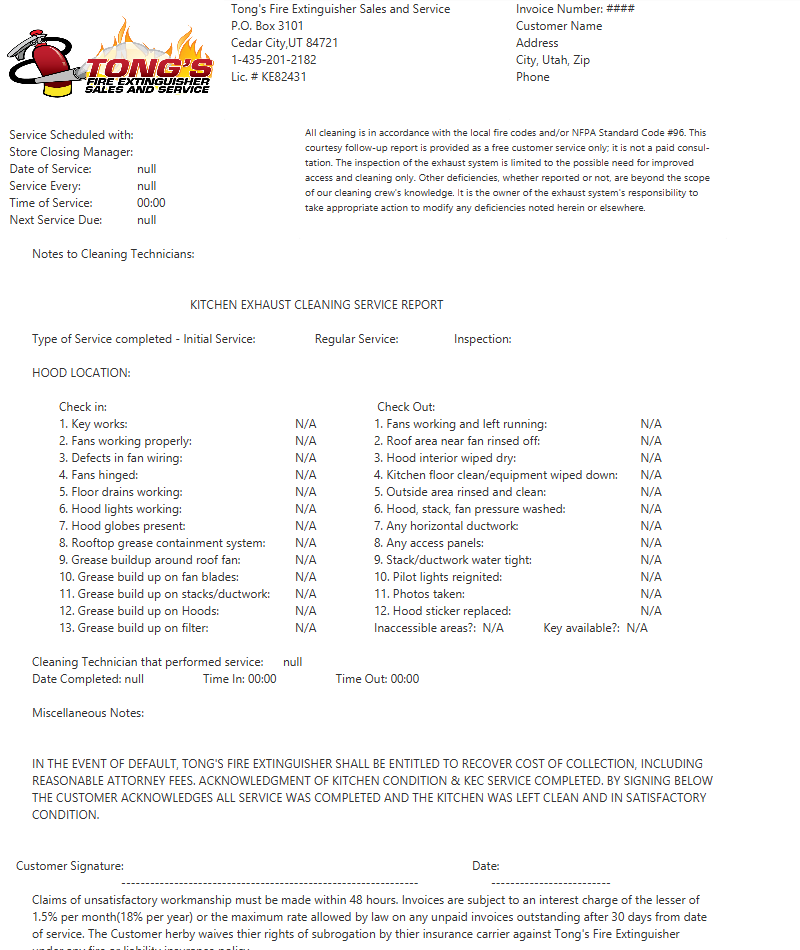 TONG'S
FIRE EXTINGUISHER
SALES AND SERVICE
Tong's Fire Extinguisher Sales and Service
P.O. Box 3101
Cedar City,UT 84721
1-435-201-2182
Lic. # KE82431
Invoice Number: ####
Customer Name
Address
City, Utah, Zip
Phone
Service Scheduled with:
Store Closing Manager:
Date of Service: null
Service Every: null
Time of Service: 00:00
Next Service Due: null
All cleaning is in accordance with the local fire codes and/or NFPA Standard Code #96. This
courtesy follow-up report is provided as a free customer service only; it is not a paid consul-
tation. The inspection of the exhaust system is limited to the possible need for improved
access and cleaning only. Other deficiencies, whether reported or not, are beyond the scope
of our cleaning crew's knowledge. It is the owner of the exhaust system's responsibility to
take appropriate action to modify any deficiencies noted herein or elsewhere.
Notes to Cleaning Technicians:
KITCHEN EXHAUST CLEANING SERVICE REPORT
Type of Service completed - Initial Service: Regular Service: Inspection:
HOOD LOCATION:
Check in:
1. Key works: N/A
2. Fans working properly: N/A
3. Defects in fan wiring: N/A
4. Fans hinged: N/A
5. Floor drains working: N/A
6. Hood lights working: N/A
7. Hood globes present: N/A
8. Rooftop grease containment system: N/A
9. Grease buildup around roof fan: N/A
10. Grease build up on fan blades: N/A
11. Grease build up on stacks/ductwork: N/A
12. Grease build up on Hoods: N/A
13. Grease build up on filter: N/A
Check Out:
1. Fans working and left running: N/A
2. Roof area near fan rinsed off: N/A
3. Hood interior wiped dry: N/A
4. Kitchen floor clean/equipment wiped down: N/A
5. Outside area rinsed and clean: N/A
6. Hood, stack, fan pressure washed: N/A
7. Any horizontal ductwork: N/A
8. Any access panels: N/A
9. Stack/ductwork water tight: N/A
10. Pilot lights reignited: N/A
11. Photos taken: N/A
12. Hood sticker replaced: N/A
Inaccessible areas?: N/A Key available?: N/A
Cleaning Technician that performed service: null
Date Completed: null Time In: 00:00 Time Out: 00:00
Miscellaneous Notes:
IN THE EVENT OF DEFAULT, TONG'S FIRE EXTINGUISHER SHALL BE ENTITLED TO RECOVER COST OF COLLECTION, INCLUDING
REASONABLE ATTORNEY FEES. ACKNOWLEDGMENT OF KITCHEN CONDITION & KEC SERVICE COMPLETED. BY SIGNING BELOW
THE CUSTOMER ACKNOWLEDGES ALL SERVICE WAS COMPLETED AND THE KITCHEN WAS LEFT CLEAN AND IN SATISFACTORY
CONDITION.
Customer Signature: Date:
Claims of unsatisfactory workmanship must be made within 48 hours. Invoices are subject to an interest charge of the lesser of
1.5% per month(18% per year) or the maximum rate allowed by law on any unpaid invoices outstanding after 30 days from date
of service. The Customer herby waives thier rights of subrogation by thier insurance carrier against Tong's Fire Extinguisher
under any fire or liability insurance policy.